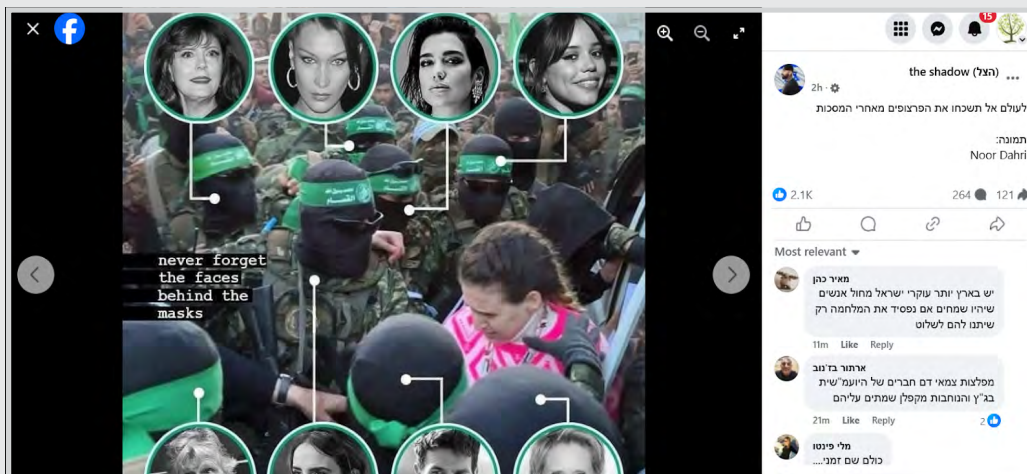 never forget
the faces
behind the
masks
15
the shadow (הצל)
2h
לעולם אל תשכחו את הפרצופים מאחרי המסכות
תמונה:
Noor Dahri
2.1K
264
121
Most relevant
מאיר כהן
יש בארץ יותר עוקרי ישראל מחול אנשים
שיהיו שמחים אם נפסיד את המלחמה רק
שיתנו להם לשלוט
11m Like Reply
ארתור בז'נוב
מפלצות צמאי דם חברים של היועמ"שית
בג"ץ והנוחבות מקפלן שמתים עליהם
21m Like Reply
2
מלי פינטו
כולם שם זמני....